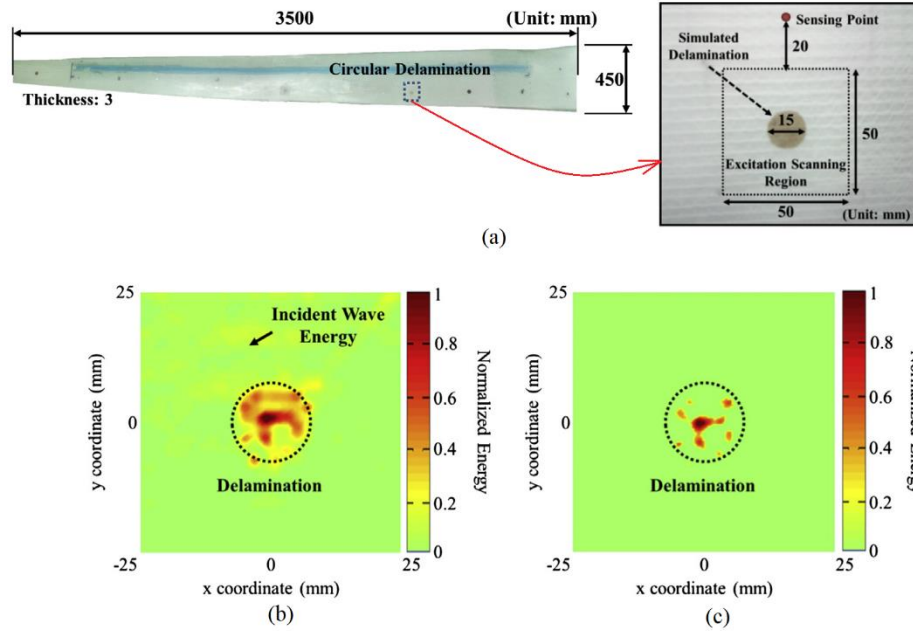 3500
(Unit: mm)
Circular Delamination
450
Thickness: 3
Sensing Point
Simulated
Delamination
20
15
50
Excitation Scanning
Region
50
(Unit: mm)
(a)
25
Incident Wave
Energy
0
Delamination
-25
0
25
x coordinate (mm)
y coordinate (mm)
1
0.8
0.6
0.4
0.2
0
Normalized Energy
(b)
25
0
Delamination
-25
0
25
x coordinate (mm)
y coordinate (mm)
1
0.8
0.6
0.4
0.2
0
(c)